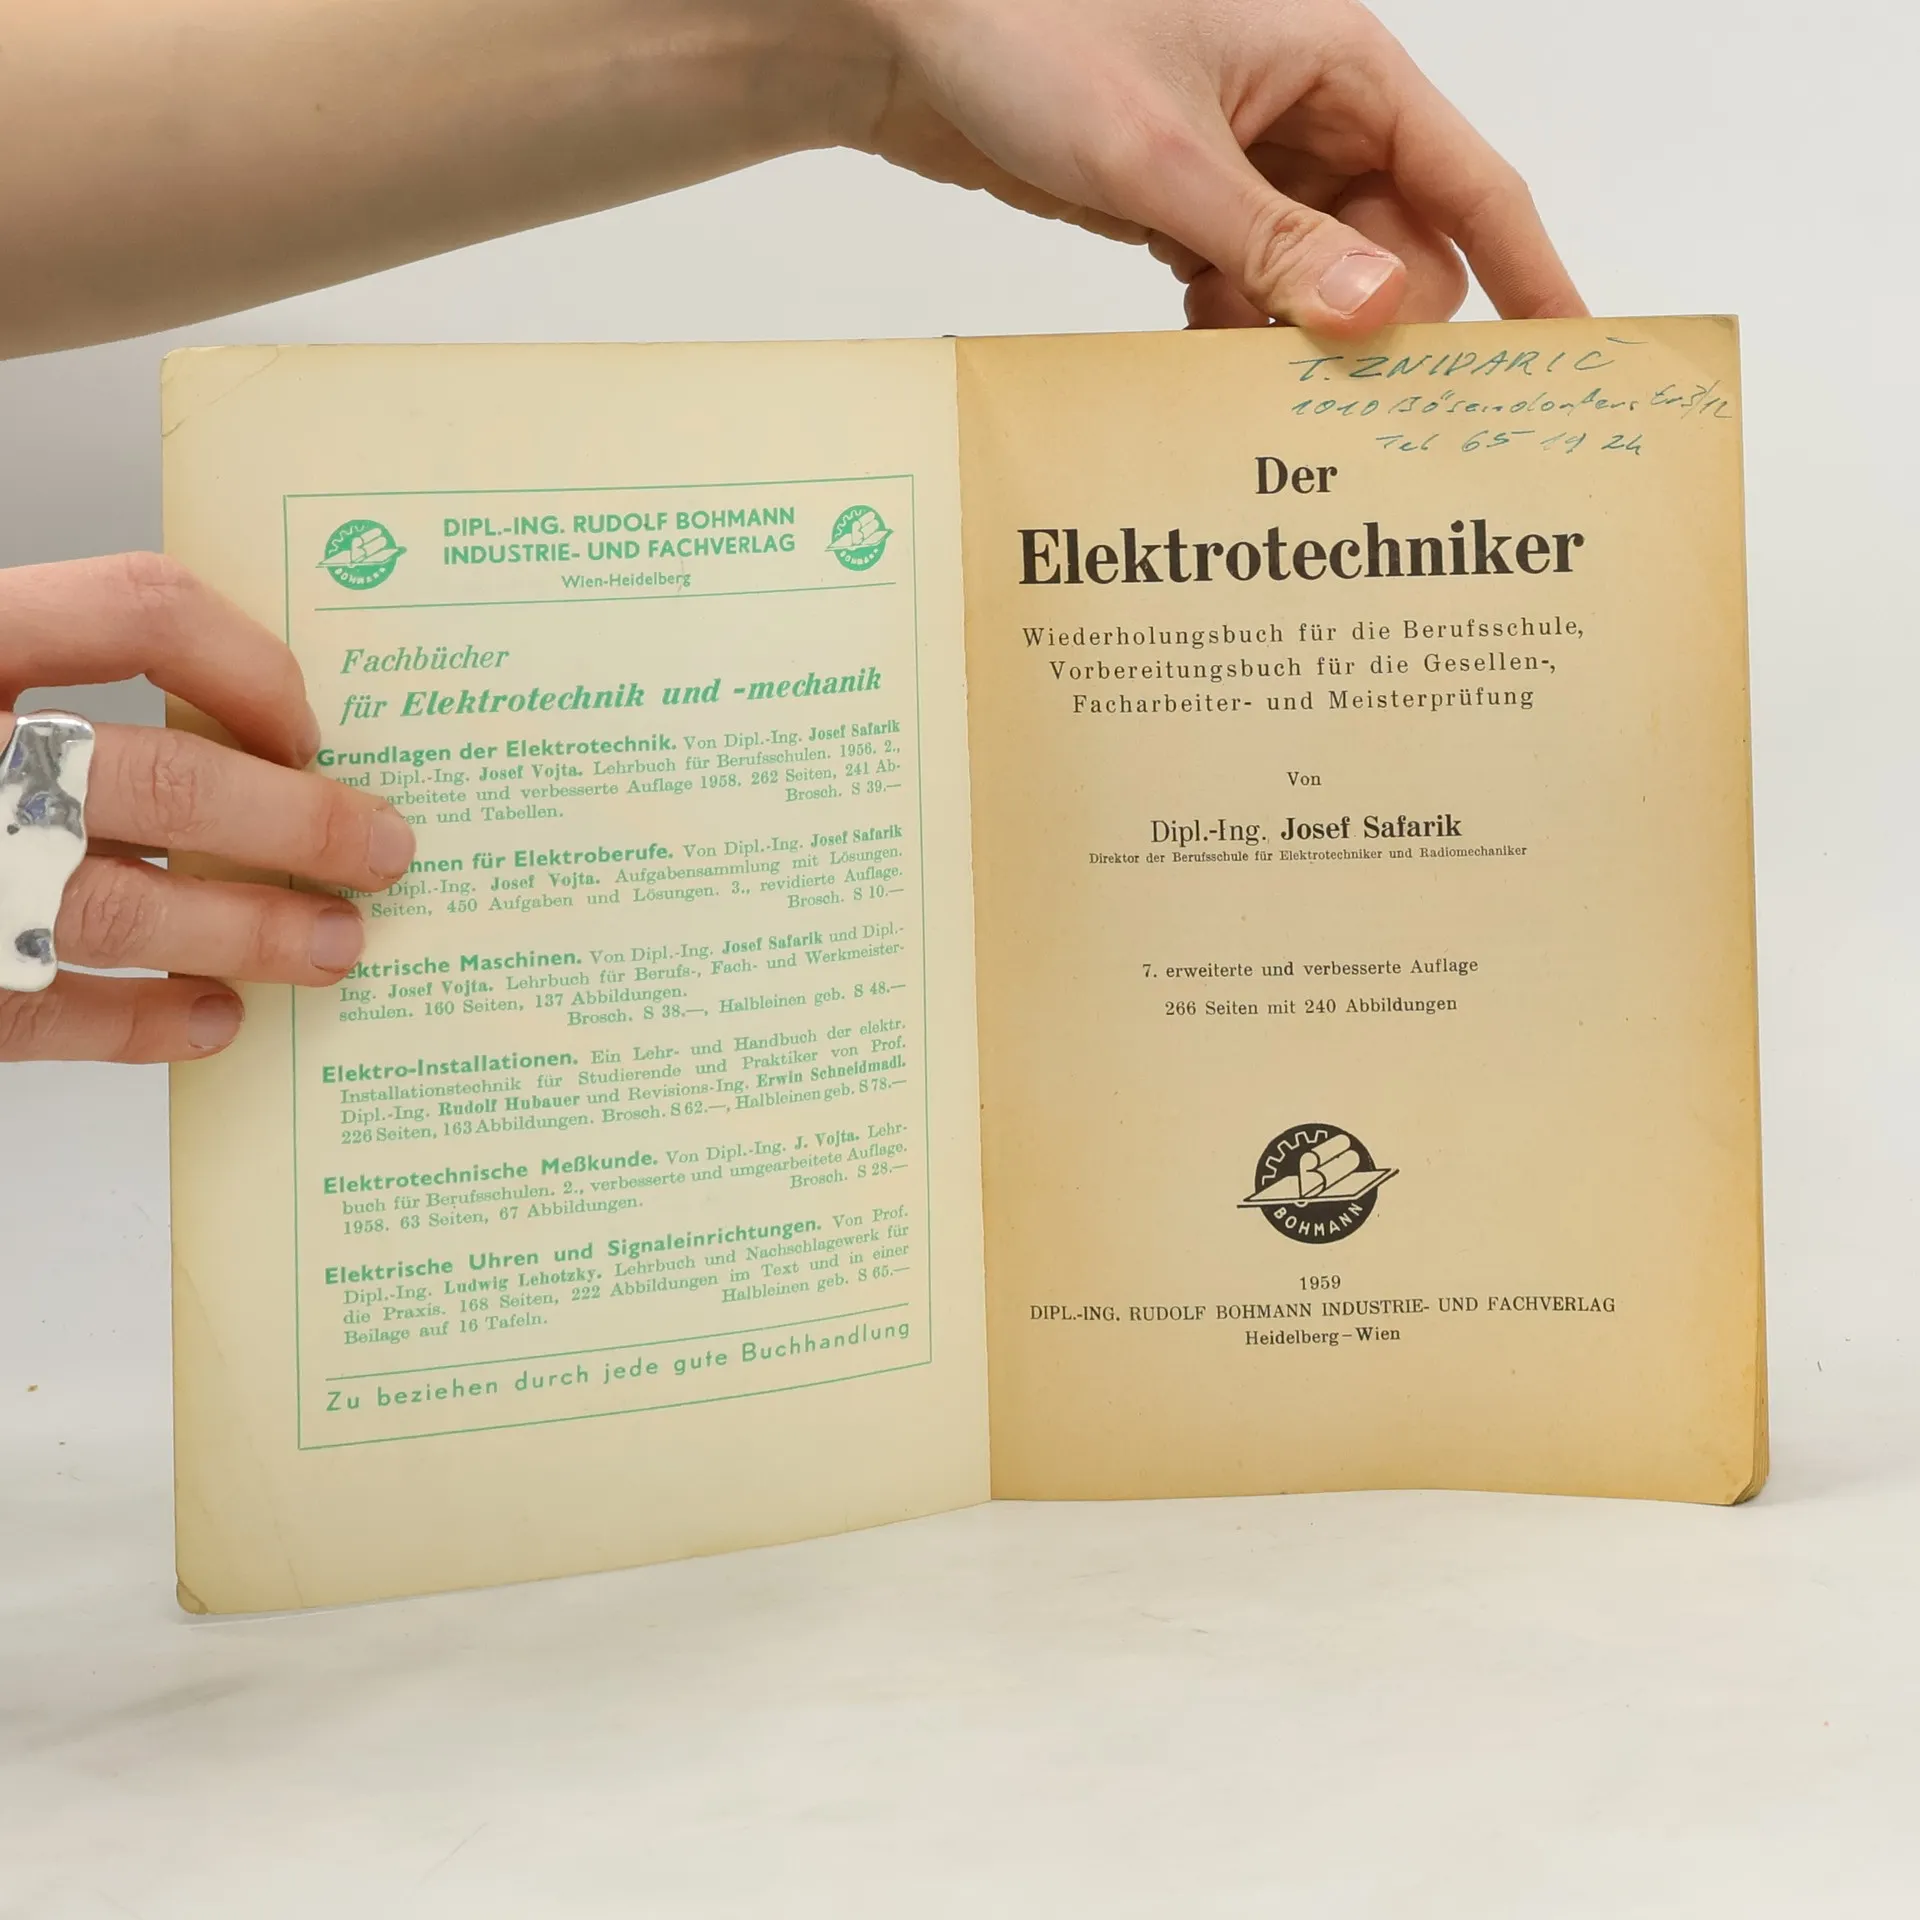 DIPL.-ING. RUDOLF BOHMANN
INDUSTRIE- UND FACHVERLAG
Wien-Heidelberg
BOHMANN
BOHMANN
Fachbücher
für Elektrotechnik und -mechanik
Grundlagen der Elektrotechnik. Von Dipl.-Ing. Josef Safarik
und Dipl.-Ing. Josef Vojta. Lehrbuch für Berufsschulen. 1956. 2.,
arbeitete und verbesserte Auflage 1958. 262 Seiten, 241 Ab-
en und Tabellen. Brosch. S 39.—
nnen für Elektroberufe. Von Dipl.-Ing. Josef Safarik
und Dipl.-Ing. Josef Vojta. Aufgabensammlung mit Lösungen.
Seiten, 450 Aufgaben und Lösungen. 3., revidierte Auflage.
Brosch. S 10.—
ektrische Maschinen. Von Dipl.-Ing. Josef Safarik und Dipl.-
Ing. Josef Vojta. Lehrbuch für Berufs-, Fach- und Werkmeister-
schulen. 160 Seiten, 137 Abbildungen.
Brosch. S 38.—, Halbleinen geb. S 48.—
Elektro-Installationen. Ein Lehr- und Handbuch der elektr.
Installationstechnik für Studierende und Praktiker von Prof.
Dipl.-Ing. Rudolf Hubauer und Revisions-Ing. Erwin Schneidmadl.
226 Seiten, 163 Abbildungen. Brosch. S 62.—, Halbleinen geb. S 78.—
Elektrotechnische Meßkunde. Von Dipl.-Ing. J. Vojta. Lehr-
buch für Berufsschulen. 2., verbesserte und umgearbeitete Auflage.
1958. 63 Seiten, 67 Abbildungen. Brosch. S 28.—
Elektrische Uhren und Signaleinrichtungen. Von Prof.
Dipl.-Ing. Ludwig Lehotzky. Lehrbuch und Nachschlagewerk für
die Praxis. 168 Seiten, 222 Abbildungen im Text und in einer
Beilage auf 16 Tafeln. Halbleinen geb. S 65.—
Zu beziehen durch jede gute Buchhandlung
T. ZNIDARIČ
1010 Bösendorfers
Tel 65 19 24
Der
Elektrotechniker
Wiederholungsbuch für die Berufsschule,
Vorbereitungsbuch für die Gesellen-,
Facharbeiter- und Meisterprüfung
Von
Dipl.-Ing. Josef Safarik
Direktor der Berufsschule für Elektrotechniker und Radiomechaniker
7. erweiterte und verbesserte Auflage
266 Seiten mit 240 Abbildungen
BOHMANN
1959
DIPL.-ING. RUDOLF BOHMANN INDUSTRIE- UND FACHVERLAG
Heidelberg–Wien